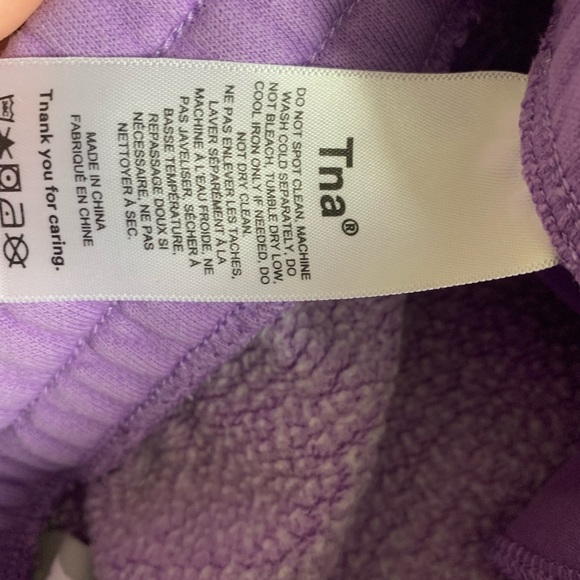 Tna®
DO NOT SPOT CLEAN, MACHINE
WASH COLD SEPARATELY, DO
NOT BLEACH, TUMBLE DRY LOW,
COOL IRON ONLY IF NEEDED, DO
NOT DRY CLEAN.
NE PAS ENLEVER LES TACHES,
LAVER SÉPARÉMENT À LA
MACHINE À L'EAU FROIDE, NE
PAS JAVELISER, SÉCHER À
BASSE TEMPÉRATURE,
REPASSAGE DOUX SI
NÉCESSAIRE, NE PAS
NETTOYER À SEC.
MADE IN CHINA
FABRIQUÉ EN CHINE
Tnank you for caring.